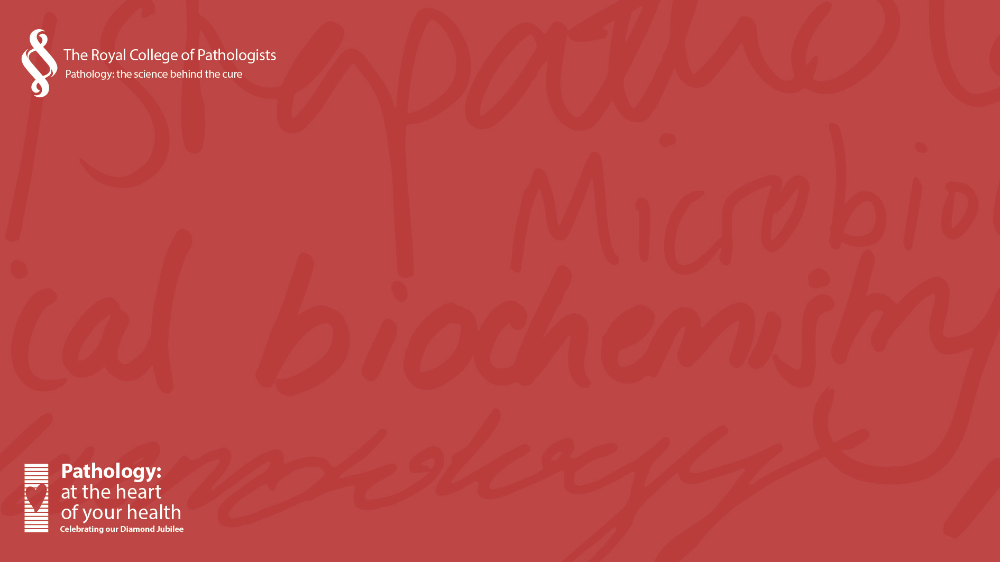 The Royal College of Pathologists
Pathology: the science behind the cure
Microbio
ical biochemistry
Pathology:
at the heart
of your health
Celebrating our Diamond Jubilee